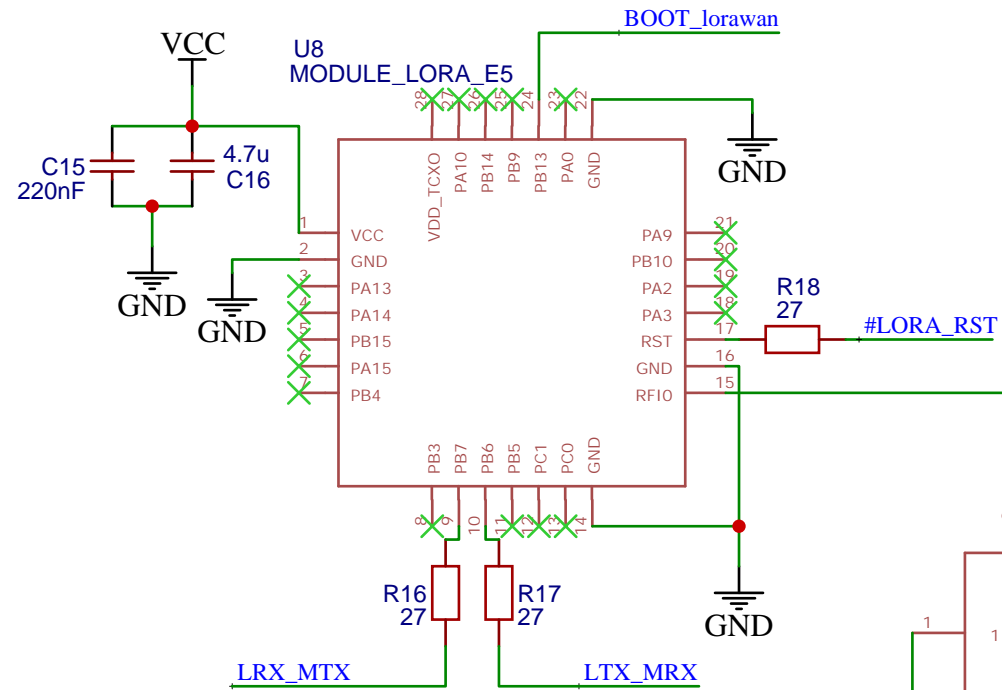 BOOT_lorawan
VCC
U8
MODULE_LORA_E5
28 27 26 25 24 23 22
VDD_TCXO PA10 PB14 PB9 PB13 PA0 GND
GND
C15
220nF
4.7u
C16
GND
GND
1 VCC
2 GND
3 PA13
4 PA14
5 PB15
6 PA15
7 PB4
PA9 21
PB10 20
PA2 19
PA3 18
RST 17
GND 16
RFI0 15
R18
27
#LORA_RST
PB3 PB7 PB6 PB5 PC1 PC0 GND
8 9 10 11 12 13 14
R16
27
R17
27
GND
LRX_MTX
LTX_MRX
1
1